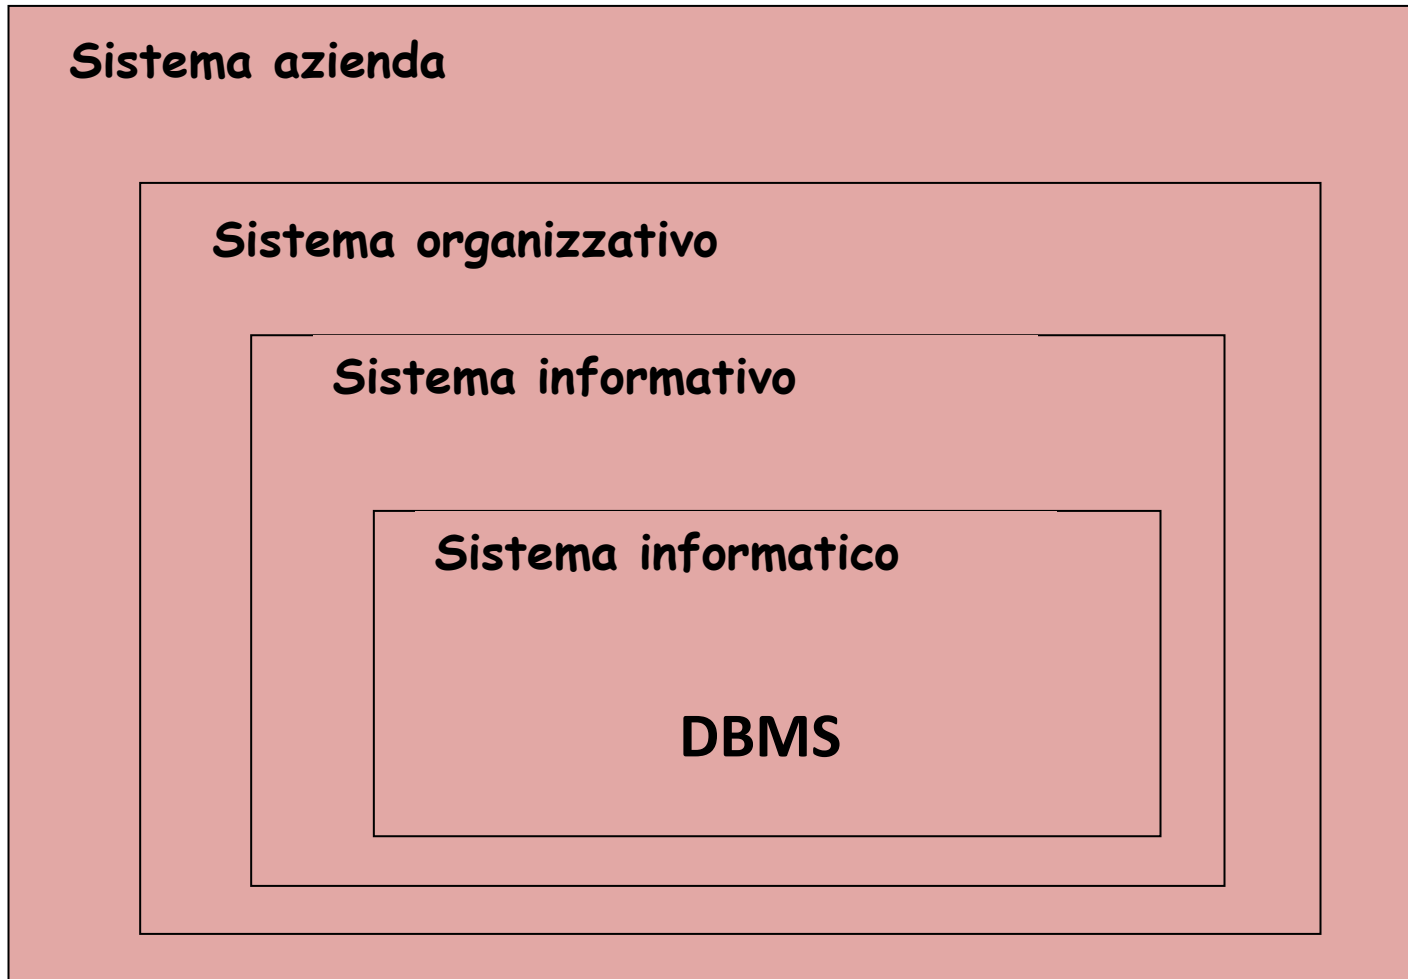 Sistema azienda
Sistema organizzativo
Sistema informativo
Sistema informatico
DBMS